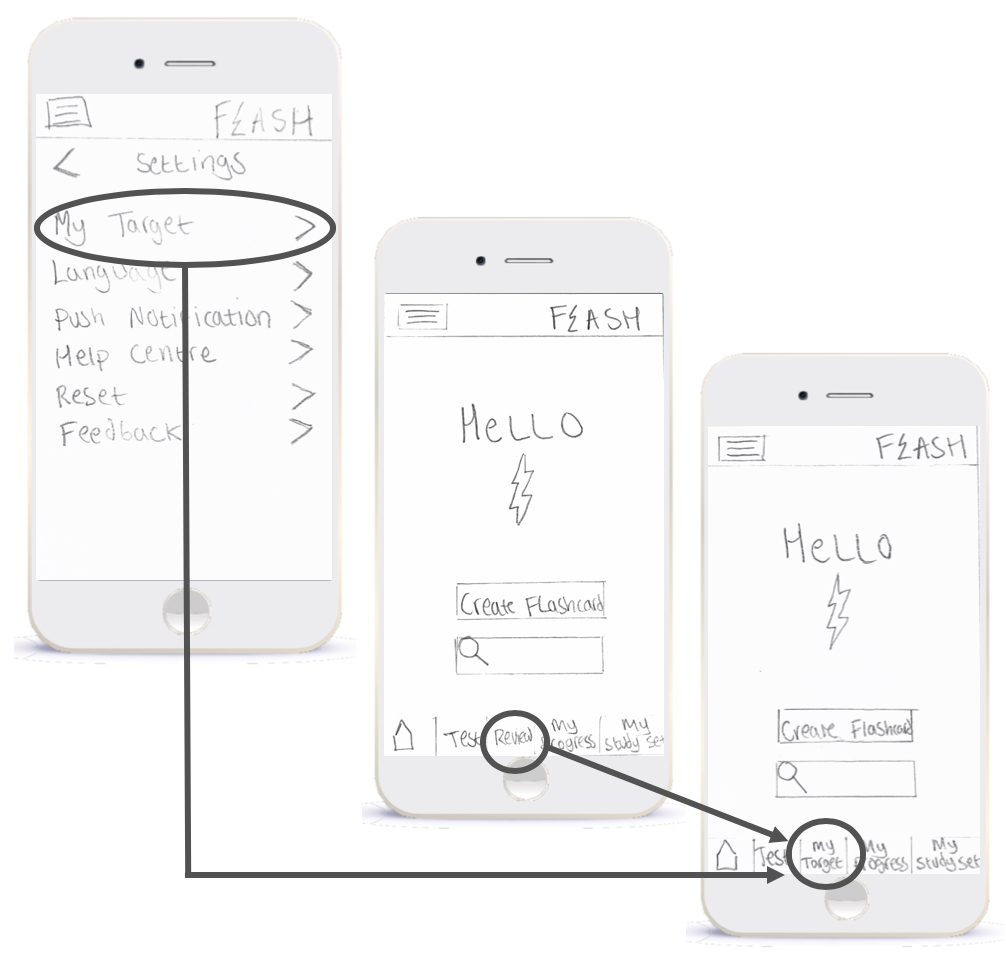 FLASH
Settings
My Target
Language
Push Notification
Help Centre
Reset
Feedback
FLASH
HeLLO
Create Flashcard
Test
Review
My Progress
My Study Set
FLASH
HeLLO
Create Flashcard
Test
My Target
My Progress
My Study Set